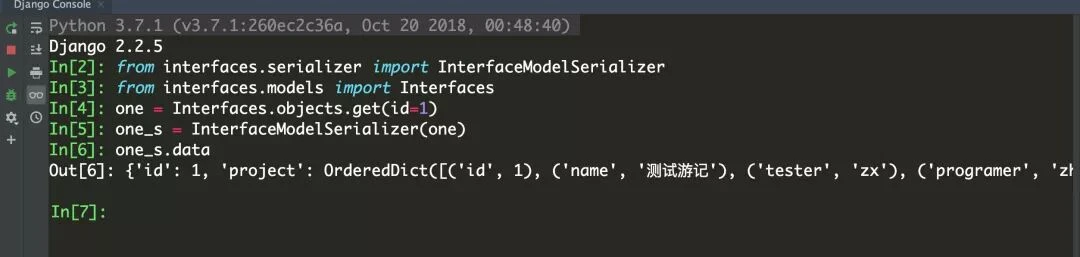 Django Console
Python 3.7.1 (v3.7.1:260ec2c36a, Oct 20 2018, 00:48:40)
Django 2.2.5
In[2]: from interfaces.serializer import InterfaceModelSerializer
In[3]: from interfaces.models import Interfaces
In[4]: one = Interfaces.objects.get(id=1)
In[5]: one_s = InterfaceModelSerializer(one)
In[6]: one_s.data
Out[6]: {'id': 1, 'project': OrderedDict([('id', 1), ('name', '测试游记'), ('tester', 'zx'), ('programer', 'zh
In[7]: